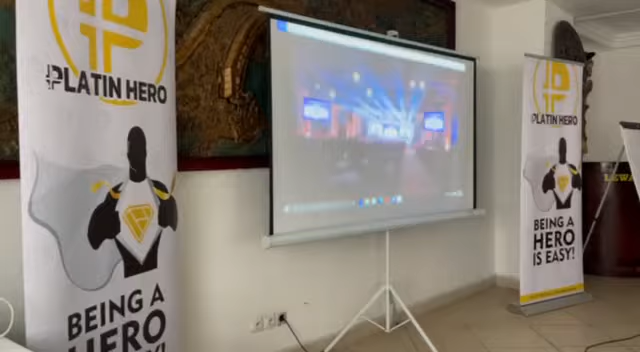 PLATIN HERO
BEING A
HERO
PLATIN HERO
BEING A
HERO
IS EASY!